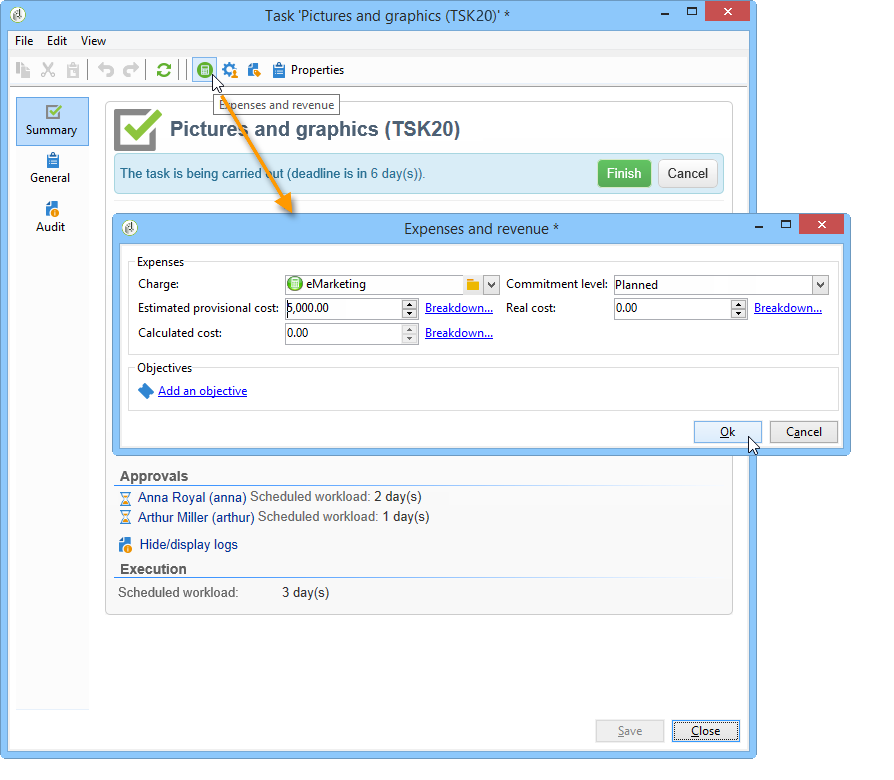 Task 'Pictures and graphics (TSK20)' *
File Edit View
Properties
Expenses and revenue
Summary
General
Audit
Pictures and graphics (TSK20)
The task is being carried out (deadline is in 6 day(s)).
Finish
Cancel
Expenses and revenue *
Expenses
Charge: eMarketing Commitment level: Planned
Estimated provisional cost: 5,000.00 Breakdown... Real cost: 0.00 Breakdown...
Calculated cost: 0.00 Breakdown...
Objectives
Add an objective
Ok Cancel
Approvals
Anna Royal (anna) Scheduled workload: 2 day(s)
Arthur Miller (arthur) Scheduled workload: 1 day(s)
Hide/display logs
Execution
Scheduled workload: 3 day(s)
Save Close